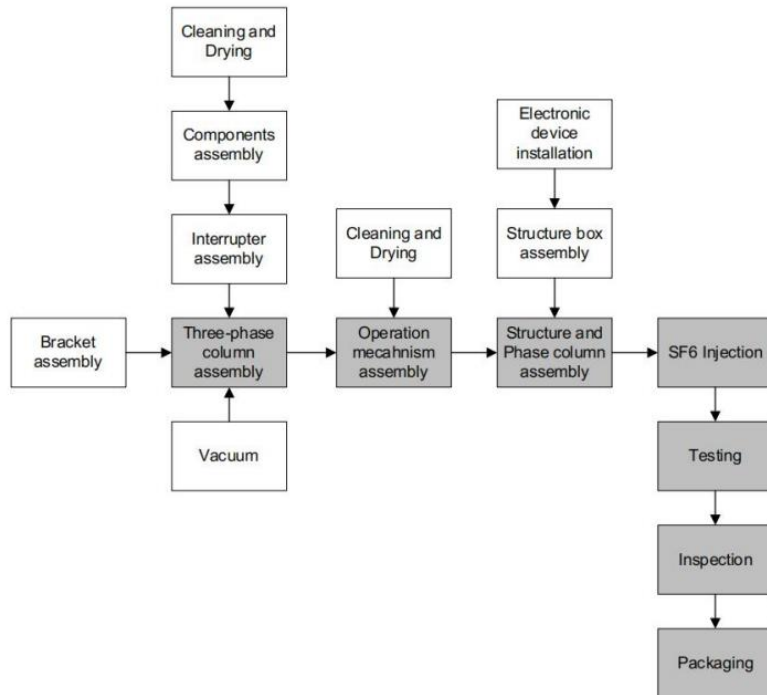 Cleaning and
Drying
Components
assembly
Electronic
device
installation
Interrupter
assembly
Cleaning and
Drying
Structure box
assembly
Bracket
assembly
Three-phase
column
assembly
Operation
mecahnism
assembly
Structure and
Phase column
assembly
SF6 Injection
Vacuum
Testing
Inspection
Packaging